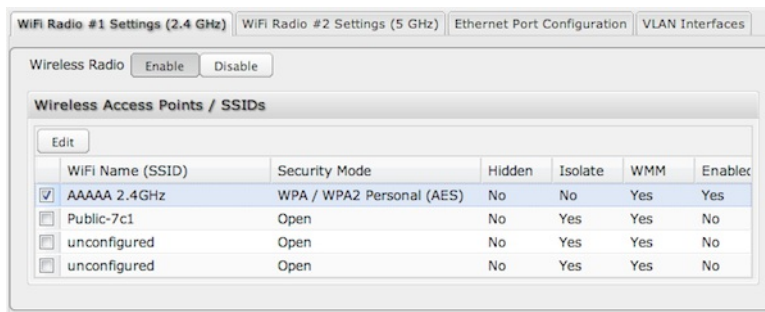 WiFi Radio #1 Settings (2.4 GHz) WiFi Radio #2 Settings (5 GHz) Ethernet Port Configuration VLAN Interfaces
Wireless Radio Enable Disable
Wireless Access Points / SSIDs
Edit
WiFi Name (SSID) Security Mode Hidden Isolate WMM Enabled
AAAAA 2.4GHz WPA / WPA2 Personal (AES) No No Yes Yes
Public-7c1 Open No Yes Yes No
unconfigured Open No Yes Yes No
unconfigured Open No Yes Yes No